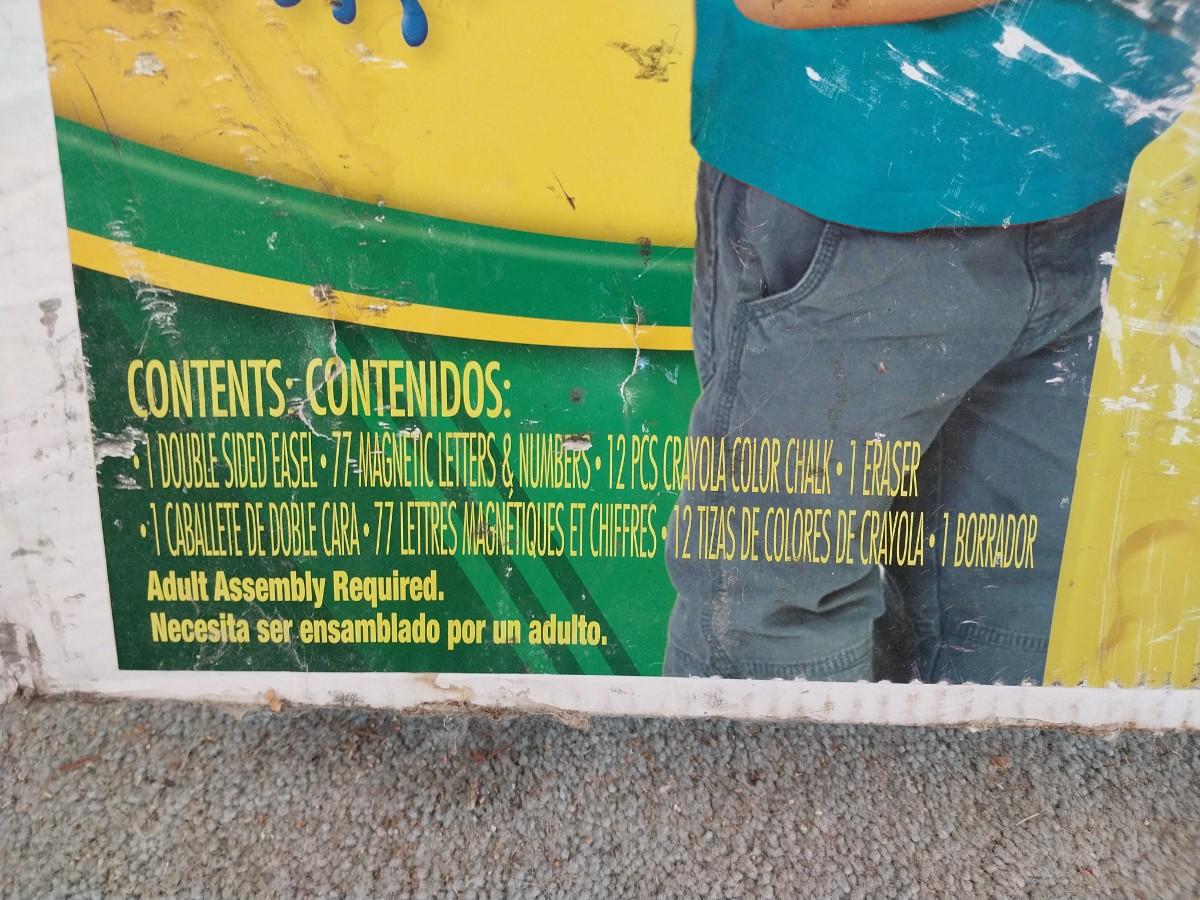 CONTENTS: CONTENIDOS:
• 1 DOUBLE SIDED EASEL • 77 MAGNETIC LETTERS & NUMBERS • 12 PCS CRAYOLA COLOR CHALK • 1 ERASER
• 1 CABALLETE DE DOBLE CARA • 77 LETTRES MAGNÉTIQUES ET CHIFFRES • 12 TIZAS DE COLORES DE CRAYOLA • 1 BORRADOR
Adult Assembly Required.
Necesita ser ensamblado por un adulto.